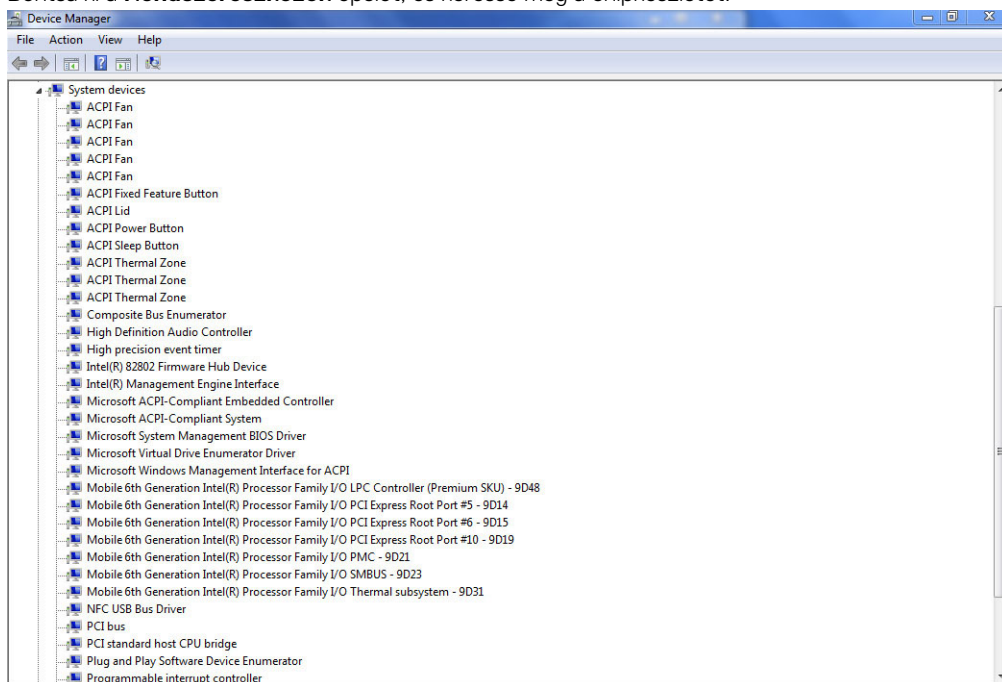 Device Manager
File Action View Help
System devices
ACPI Fan
ACPI Fan
ACPI Fan
ACPI Fan
ACPI Fan
ACPI Fixed Feature Button
ACPI Lid
ACPI Power Button
ACPI Sleep Button
ACPI Thermal Zone
ACPI Thermal Zone
ACPI Thermal Zone
Composite Bus Enumerator
High Definition Audio Controller
High precision event timer
Intel(R) 82802 Firmware Hub Device
Intel(R) Management Engine Interface
Microsoft ACPI-Compliant Embedded Controller
Microsoft ACPI-Compliant System
Microsoft System Management BIOS Driver
Microsoft Virtual Drive Enumerator Driver
Microsoft Windows Management Interface for ACPI
Mobile 6th Generation Intel(R) Processor Family I/O LPC Controller (Premium SKU) - 9D48
Mobile 6th Generation Intel(R) Processor Family I/O PCI Express Root Port #5 - 9D14
Mobile 6th Generation Intel(R) Processor Family I/O PCI Express Root Port #6 - 9D15
Mobile 6th Generation Intel(R) Processor Family I/O PCI Express Root Port #10 - 9D19
Mobile 6th Generation Intel(R) Processor Family I/O PMC - 9D21
Mobile 6th Generation Intel(R) Processor Family I/O SMBUS - 9D23
Mobile 6th Generation Intel(R) Processor Family I/O Thermal subsystem - 9D31
NFC USB Bus Driver
PCI bus
PCI standard host CPU bridge
Plug and Play Software Device Enumerator
Programmable interrupt controller